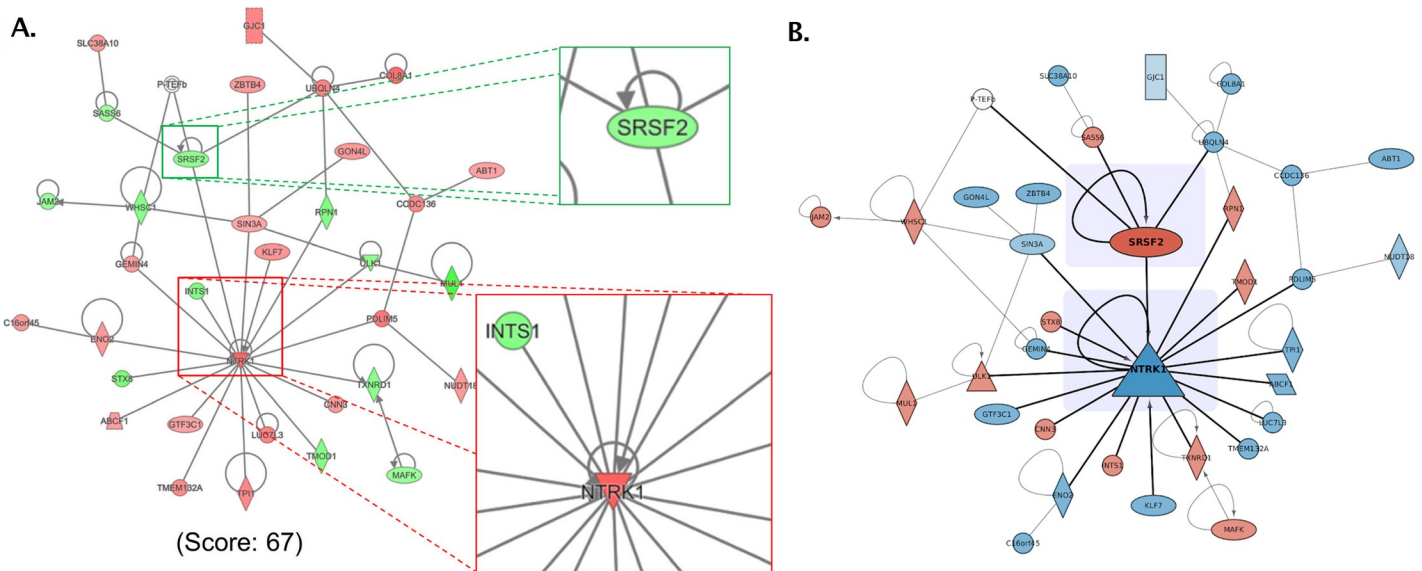 A.
GJC1
SLC38A10
COL8A1
P-TEFb
ZBTB4
UBQLN4
SASS6
SRSF2
GON4L
ABT1
JAM2
WHSC1
RPN1
CCDC136
SIN3A
KLF7
GEMIN4
ULK1
MUL1
INTS1
C16orf45
ENO2
PDLIM5
NTRK1
STX8
TXNRD1
NUDT18
CNN3
ABCF1
GTF3C1
LUC7L3
TMOD1
MAFK
TMEM132A
TPI1
(Score: 67)
SRSF2
INTS1
NTRK1
B.
SLC38A10
GJC1
COL8A1
P-TEFb
SASS6
UBQLN4
ABT1
CCDC136
GON4L
ZBTB4
JAM2
WHSC1
RPN1
SIN3A
SRSF2
NUDT18
TMOD1
PDLIM5
STX8
GEMIN4
TPI1
NTRK1
ULK1
ABCF1
MUL1
GTF3C1
LUC7L3
CNN3
TMEM132A
INTS1
TXNRD1
ENO2
KLF7
MAFK
C16orf45